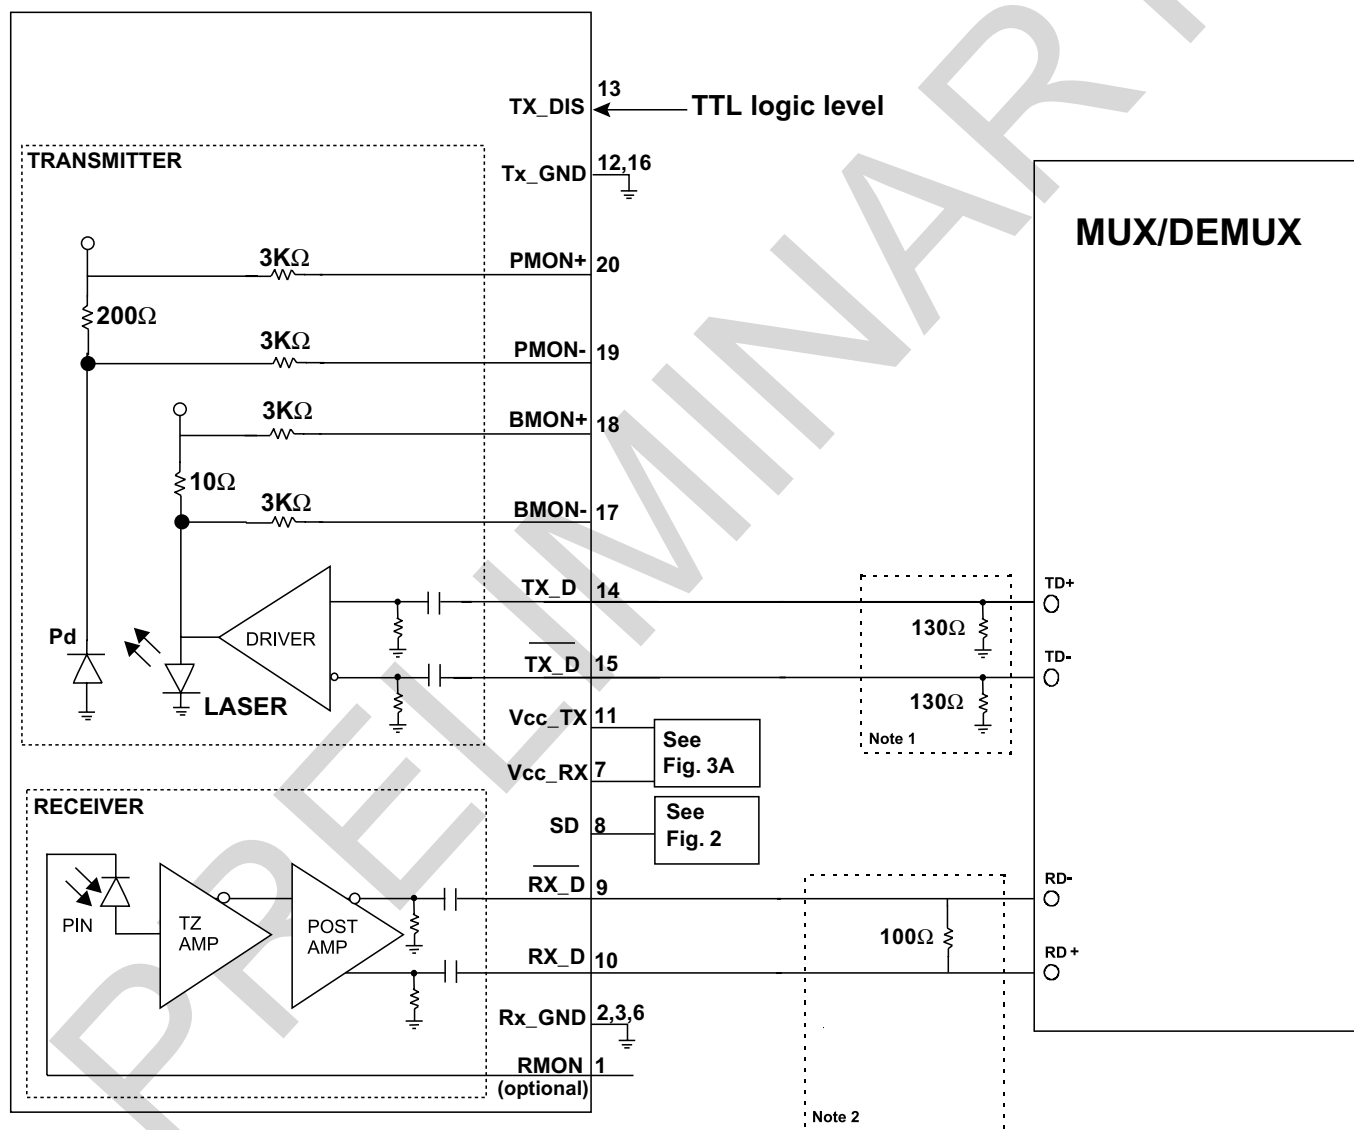 PRELIMINARY
13
TX_DIS
TTL logic level
TRANSMITTER
Tx_GND
12,16
MUX/DEMUX
3KΩ
PMON+
20
200Ω
3KΩ
PMON-
19
3KΩ
BMON+
18
10Ω
3KΩ
BMON-
17
TX_D
14
TD+
130Ω
Pd
DRIVER
TX_D
15
TD-
LASER
130Ω
Vcc_TX
11
Note 1
See
Fig. 3A
Vcc_RX
7
RECEIVER
SD
8
See
Fig. 2
RX_D
9
RD-
PIN
TZ
AMP
POST
AMP
100Ω
RX_D
10
RD +
Rx_GND
2,3,6
RMON
1
(optional)
Note 2